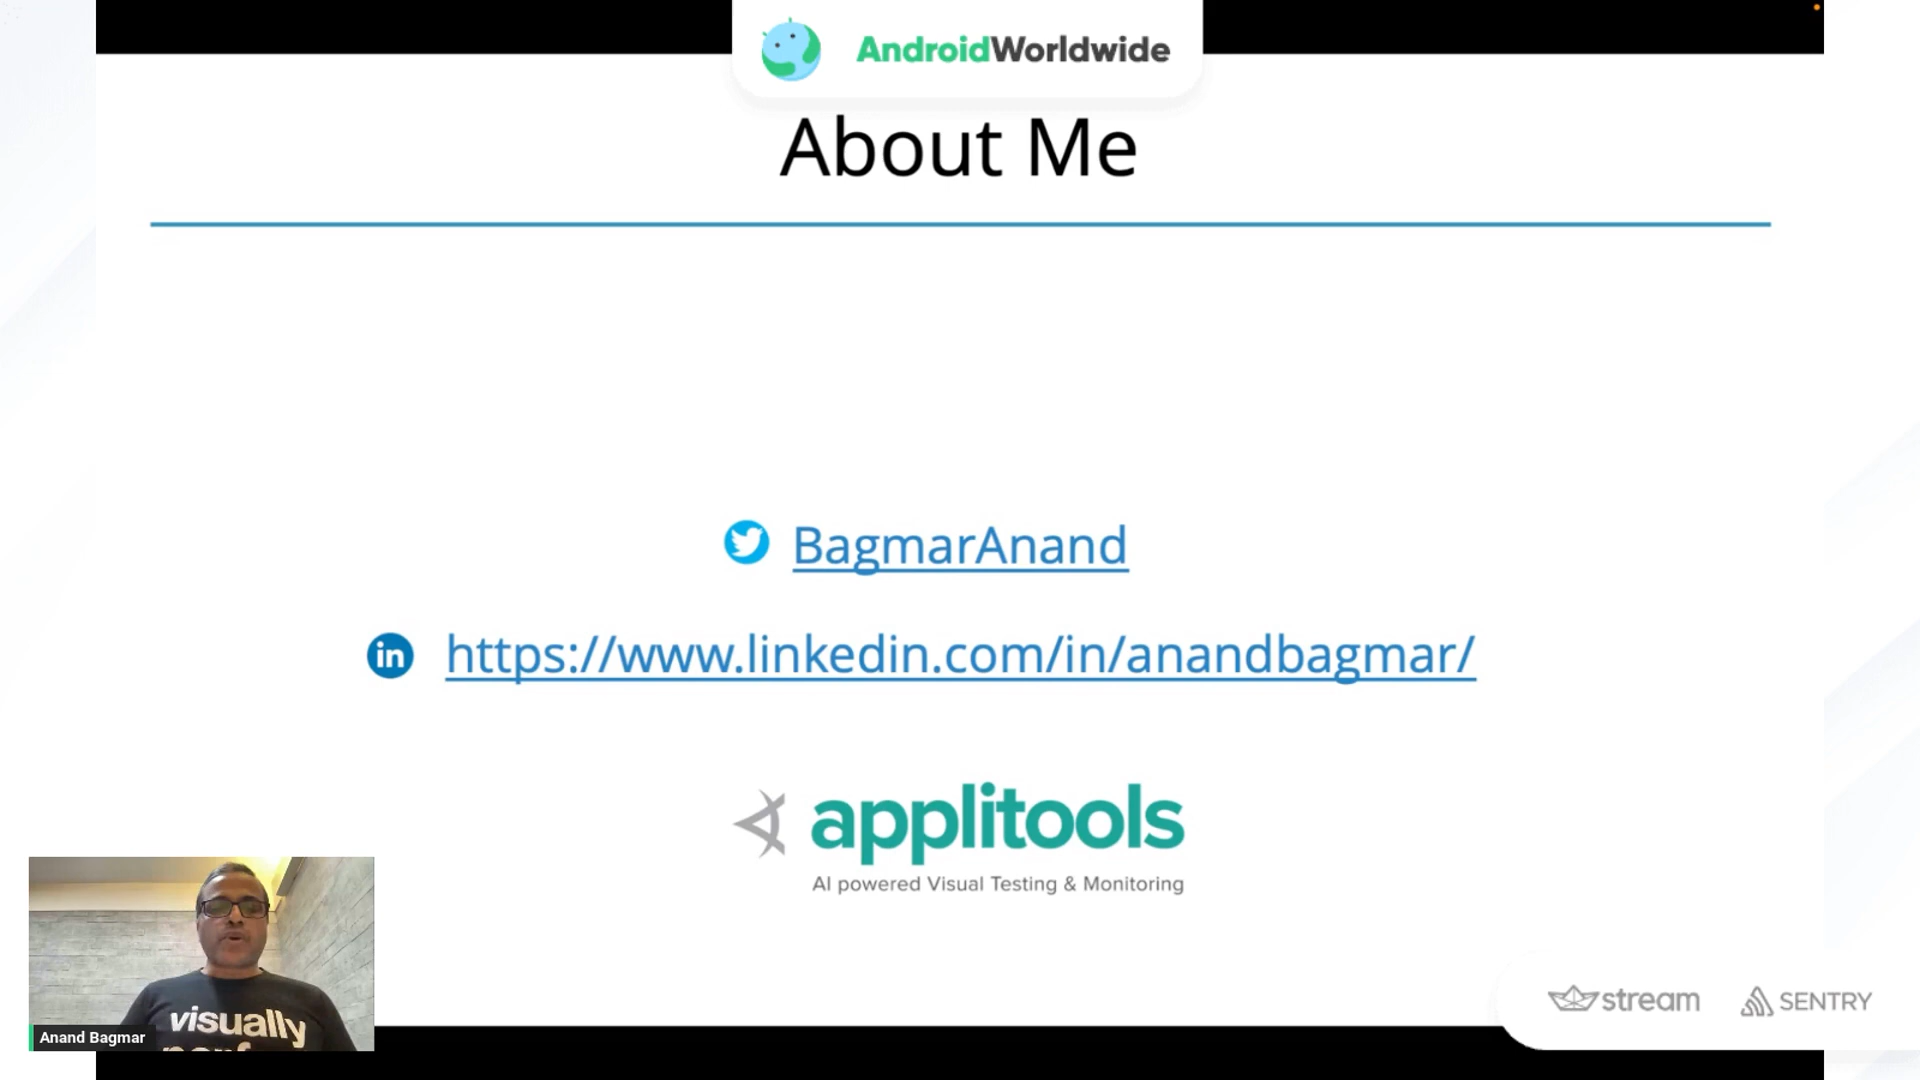 AndroidWorldwide
About Me
BagmarAnand
in https://www.linkedin.com/in/anandbagmar/
applitools
AI powered Visual Testing & Monitoring
visually
Anand Bagmar
stream SENTRY